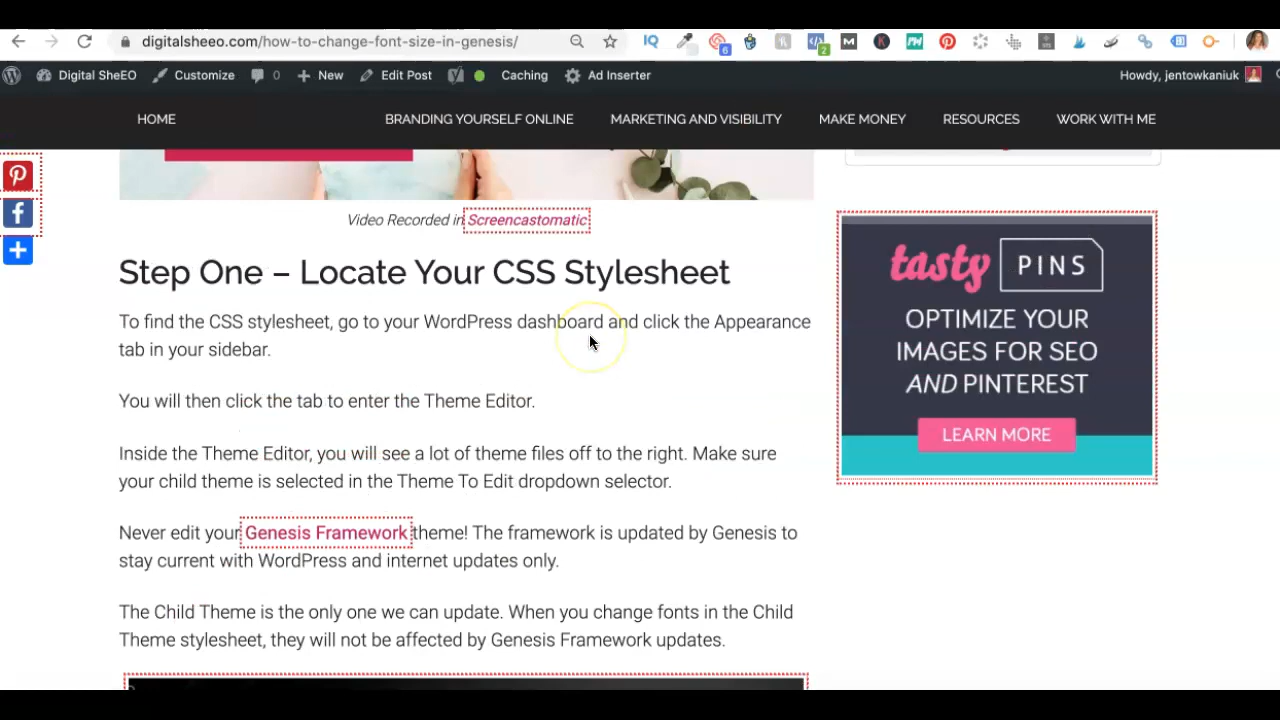 digitalsheeo.com/how-to-change-font-size-in-genesis/
6
2
Digital SheEO Customize 0 New Edit Post Caching Ad Inserter Howdy, jentowkaniuk
HOME BRANDING YOURSELF ONLINE MARKETING AND VISIBILITY MAKE MONEY RESOURCES WORK WITH ME
Video Recorded in Screencastomatic
Step One – Locate Your CSS Stylesheet
To find the CSS stylesheet, go to your WordPress dashboard and click the Appearance
tab in your sidebar.
You will then click the tab to enter the Theme Editor.
Inside the Theme Editor, you will see a lot of theme files off to the right. Make sure
your child theme is selected in the Theme To Edit dropdown selector.
Never edit your Genesis Framework theme! The framework is updated by Genesis to
stay current with WordPress and internet updates only.
The Child Theme is the only one we can update. When you change fonts in the Child
Theme stylesheet, they will not be affected by Genesis Framework updates.
tasty PINS
OPTIMIZE YOUR
IMAGES FOR SEO
AND PINTEREST
LEARN MORE